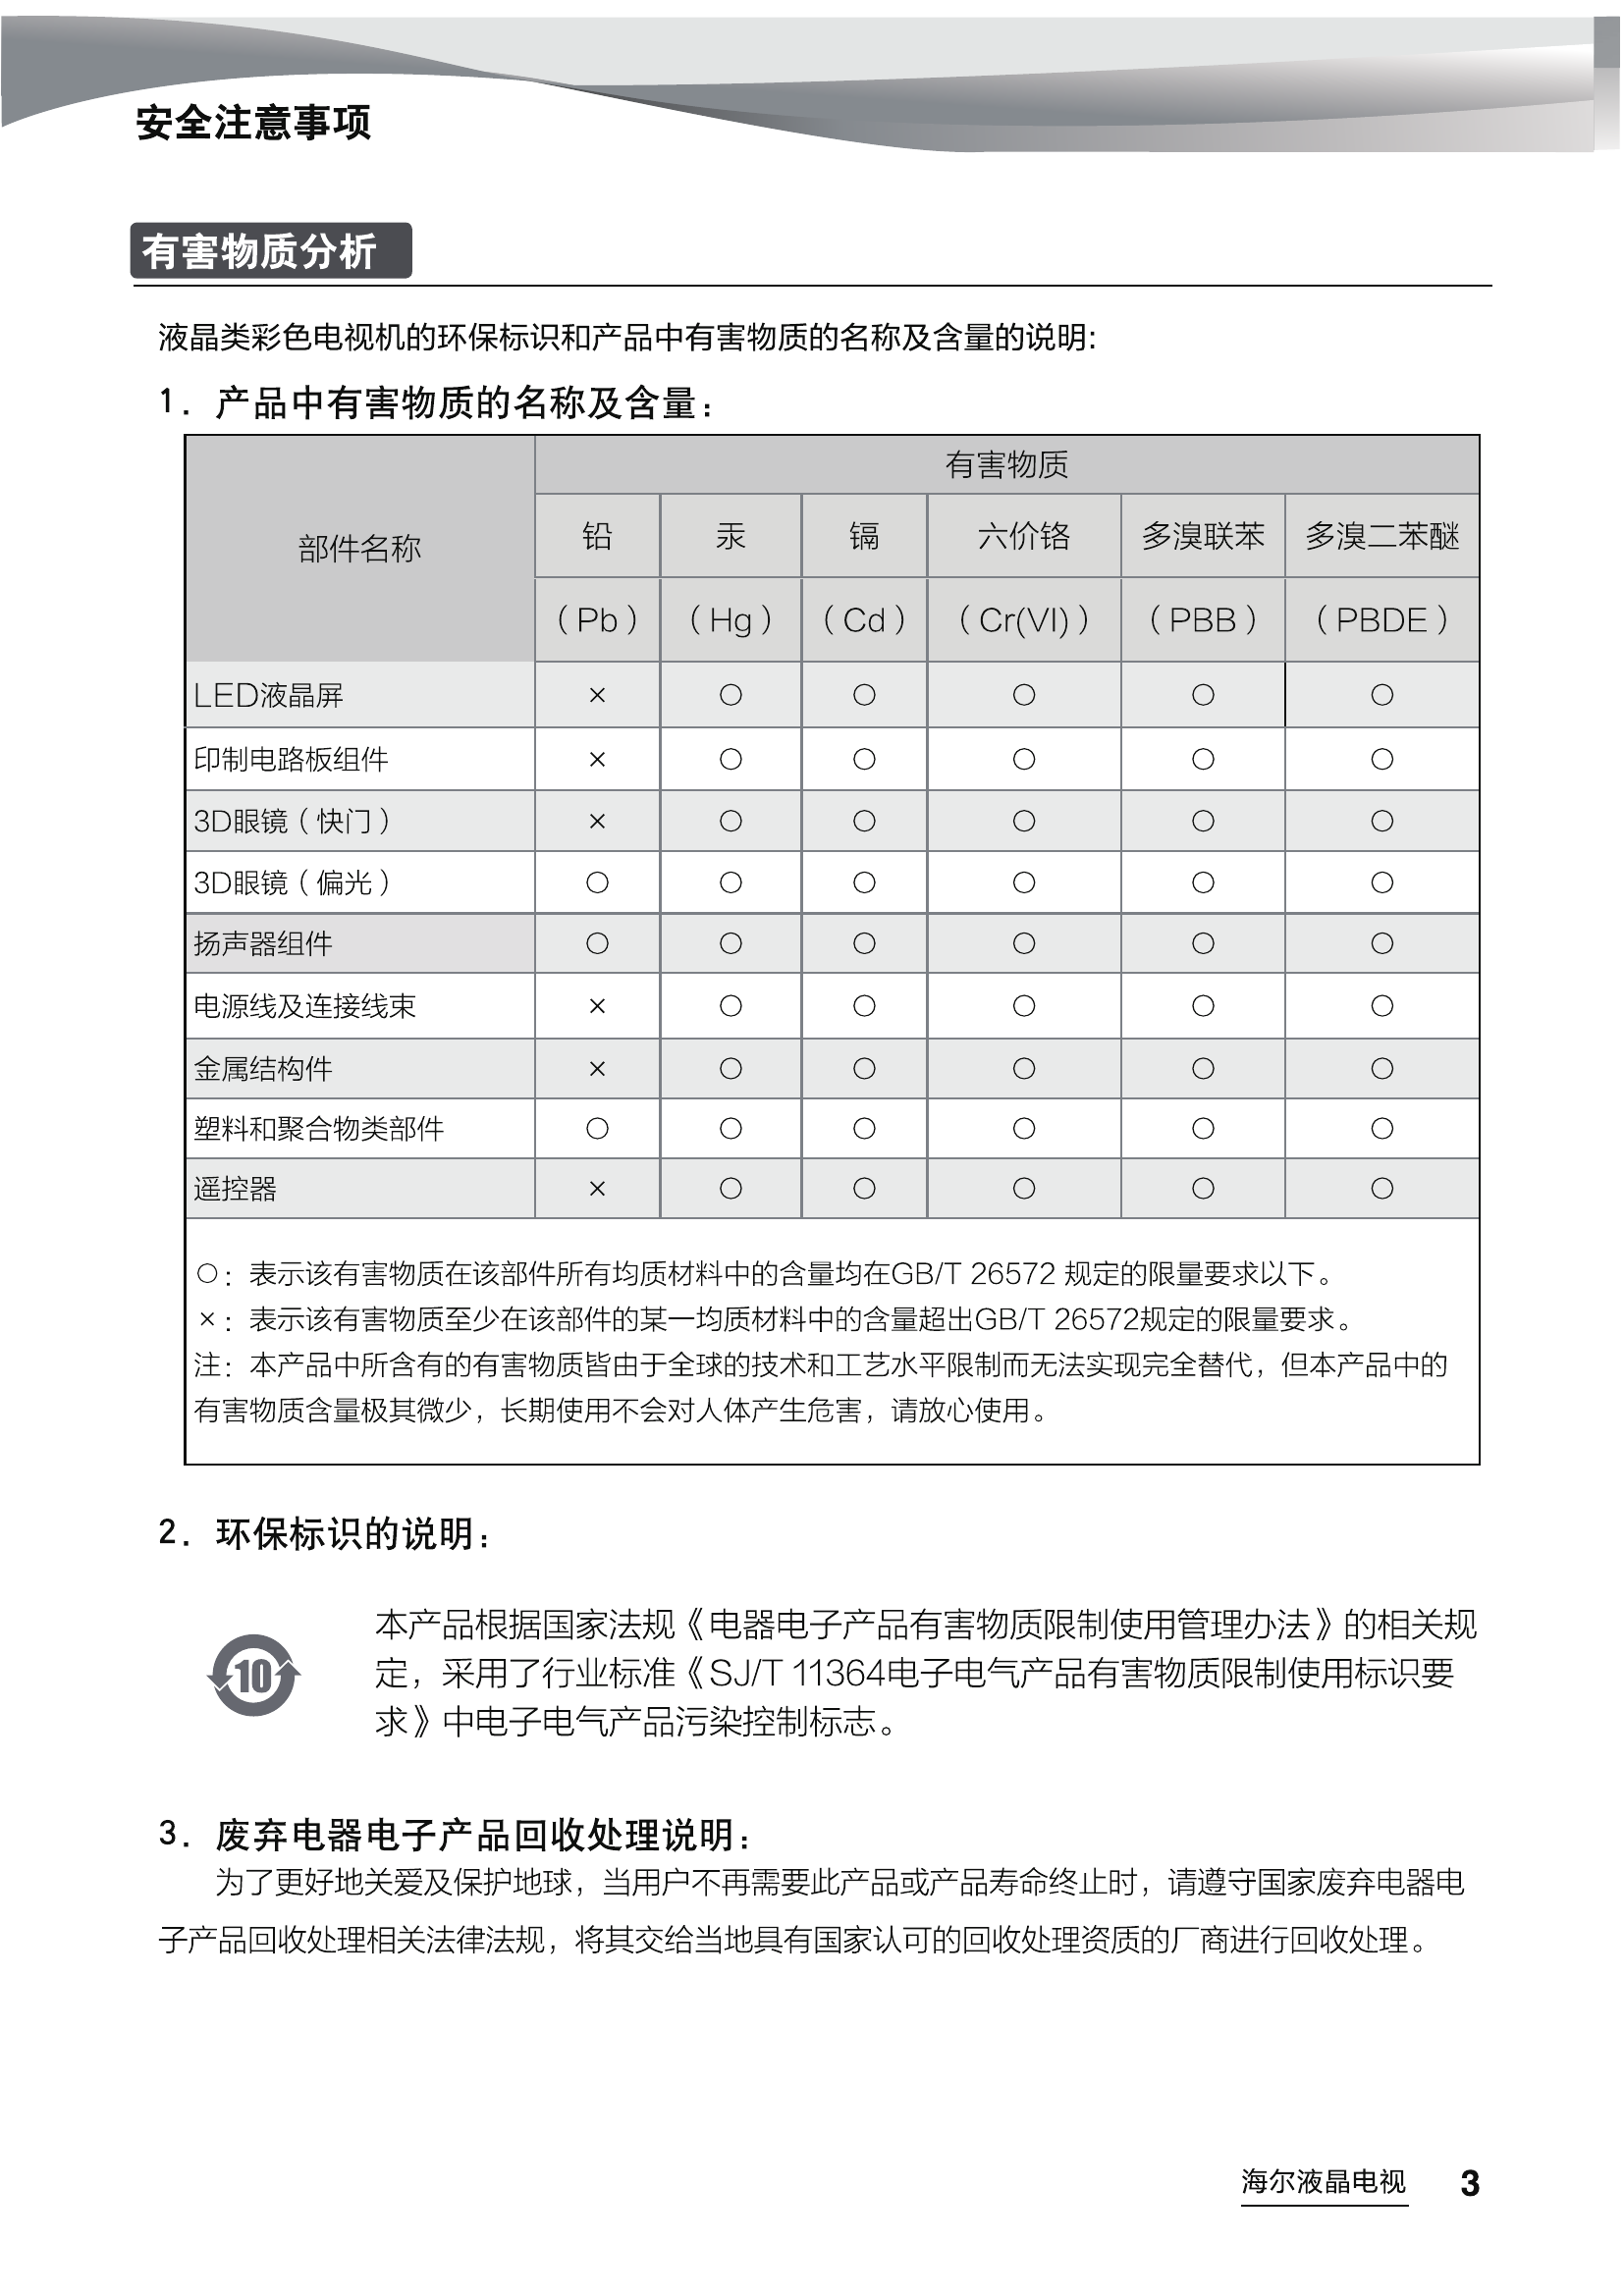 安全注意事项
有害物质分析
液晶类彩色电视机的环保标识和产品中有害物质的名称及含量的说明:
1. 产品中有害物质的名称及含量：
部件名称 有害物质
铅 汞 镉 六价铬 多溴联苯 多溴二苯醚
（Pb） （Hg） （Cd） （Cr(VI)） （PBB） （PBDE）
LED液晶屏 × ○ ○ ○ ○ ○
印制电路板组件 × ○ ○ ○ ○ ○
3D眼镜（快门） × ○ ○ ○ ○ ○
3D眼镜（偏光） ○ ○ ○ ○ ○ ○
扬声器组件 ○ ○ ○ ○ ○ ○
电源线及连接线束 × ○ ○ ○ ○ ○
金属结构件 × ○ ○ ○ ○ ○
塑料和聚合物类部件 ○ ○ ○ ○ ○ ○
遥控器 × ○ ○ ○ ○ ○
○：表示该有害物质在该部件所有均质材料中的含量均在GB/T 26572 规定的限量要求以下。
×：表示该有害物质至少在该部件的某一均质材料中的含量超出GB/T 26572规定的限量要求。
注：本产品中所含有的有害物质皆由于全球的技术和工艺水平限制而无法实现完全替代，但本产品中的
有害物质含量极其微少，长期使用不会对人体产生危害，请放心使用。
2. 环保标识的说明：
10
本产品根据国家法规《电器电子产品有害物质限制使用管理办法》的相关规
定，采用了行业标准《SJ/T 11364电子电气产品有害物质限制使用标识要
求》中电子电气产品污染控制标志。
3. 废弃电器电子产品回收处理说明：
为了更好地关爱及保护地球，当用户不再需要此产品或产品寿命终止时，请遵守国家废弃电器电
子产品回收处理相关法律法规，将其交给当地具有国家认可的回收处理资质的厂商进行回收处理。
海尔液晶电视 3